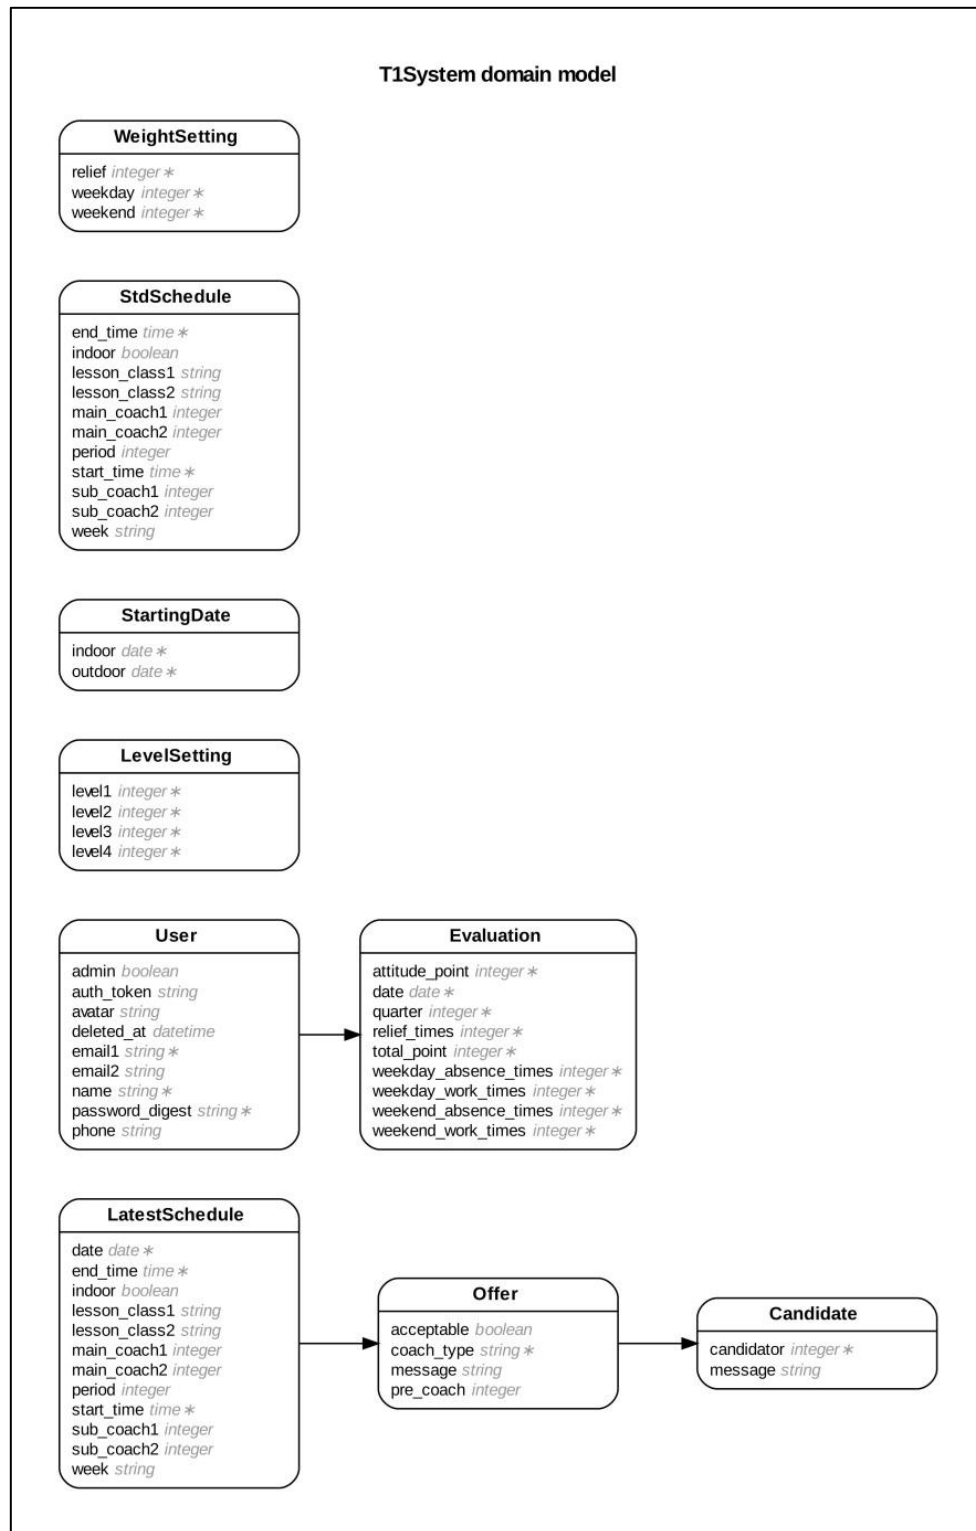 T1System domain model
WeightSetting
relief integer ∗
weekday integer ∗
weekend integer ∗
StdSchedule
end_time time ∗
indoor boolean
lesson_class1 string
lesson_class2 string
main_coach1 integer
main_coach2 integer
period integer
start_time time ∗
sub_coach1 integer
sub_coach2 integer
week string
StartingDate
indoor date ∗
outdoor date ∗
LevelSetting
level1 integer ∗
level2 integer ∗
level3 integer ∗
level4 integer ∗
User
admin boolean
auth_token string
avatar string
deleted_at datetime
email1 string ∗
email2 string
name string ∗
password_digest string ∗
phone string
Evaluation
attitude_point integer ∗
date date ∗
quarter integer ∗
relief_times integer ∗
total_point integer ∗
weekday_absence_times integer ∗
weekday_work_times integer ∗
weekend_absence_times integer ∗
weekend_work_times integer ∗
LatestSchedule
date date ∗
end_time time ∗
indoor boolean
lesson_class1 string
lesson_class2 string
main_coach1 integer
main_coach2 integer
period integer
start_time time ∗
sub_coach1 integer
sub_coach2 integer
week string
Offer
acceptable boolean
coach_type string ∗
message string
pre_coach integer
Candidate
candidator integer ∗
message string